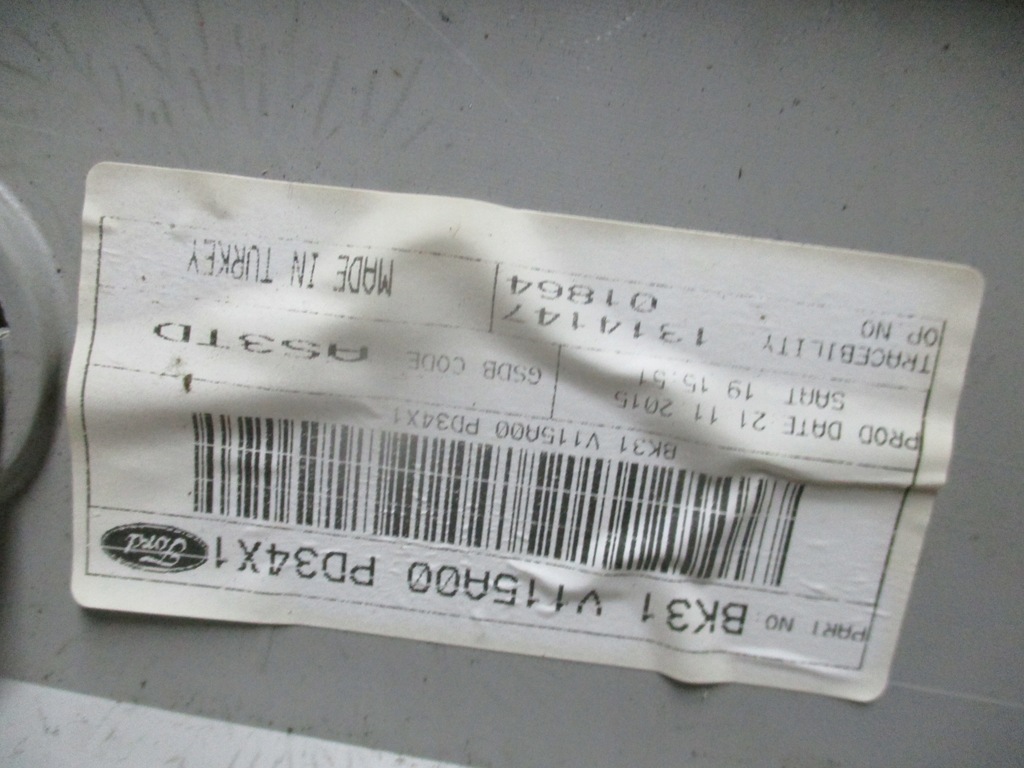 PART NO BK31 V115A00 PD34X1 Ford
BK31 V115A00 PD34X1
PROD DATE 21 11 2015
SAAT 19 15:51
GSDB CODE AS3TD
TRACEBILITY 1314147
OP NO 01864
MADE IN TURKEY